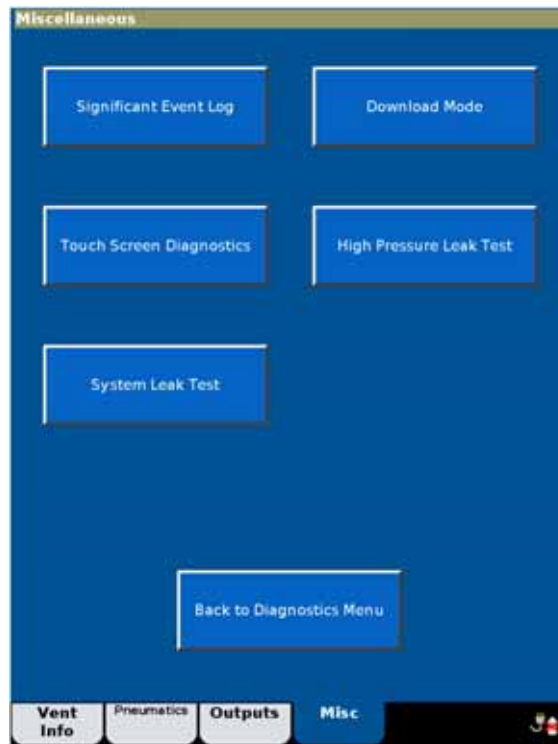 Miscellaneous
Significant Event Log
Download Mode
Touch Screen Diagnostics
High Pressure Leak Test
System Leak Test
Back to Diagnostics Menu
Vent
Info
Pneumatics
Outputs
Misc